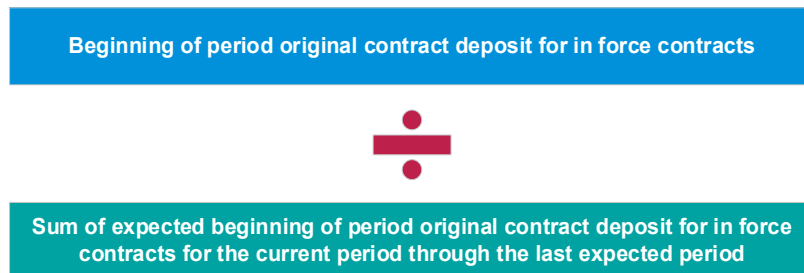 Beginning of period original contract deposit for in force contracts
Sum of expected beginning of period original contract deposit for in force
contracts for the current period through the last expected period